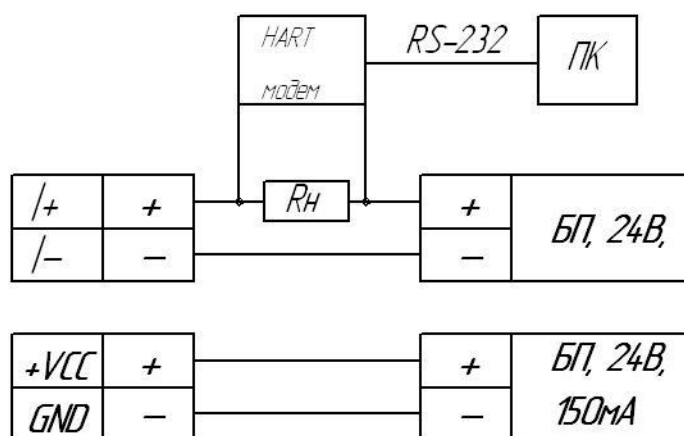 HART
модем
RS-232
ПК
I+ +
Rн
+
БП, 24В,
I- -
-
+VCC +
+
БП, 24В,
GND -
-
150мА